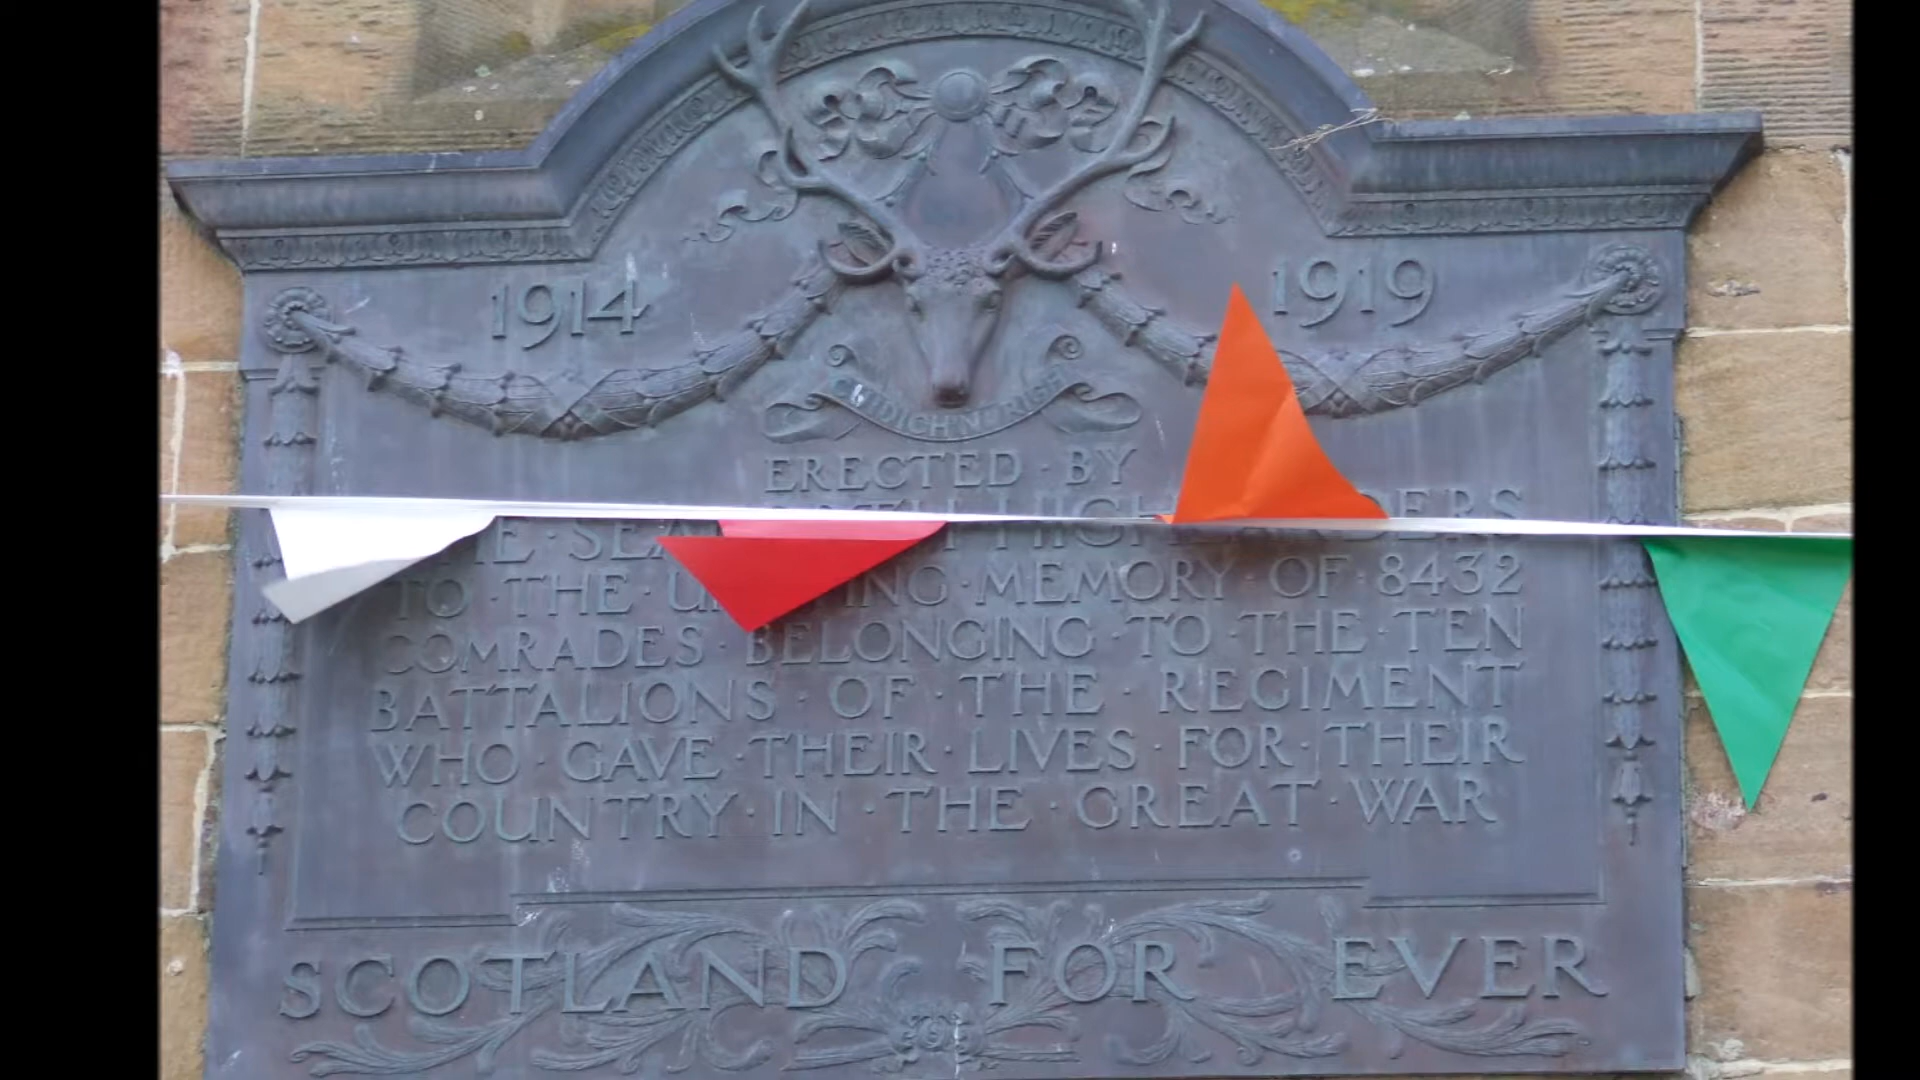 1914 1919
CUIDICH 'N RIGH
ERECTED · BY
THE
TO · THE · MEMORY · OF · 8432
COMRADES · BELONGING · TO · THE · TEN
BATTALIONS · OF · THE · REGIMENT
WHO · GAVE · THEIR · LIVES · FOR · THEIR
COUNTRY · IN · THE · GREAT · WAR
SCOTLAND FOR EVER